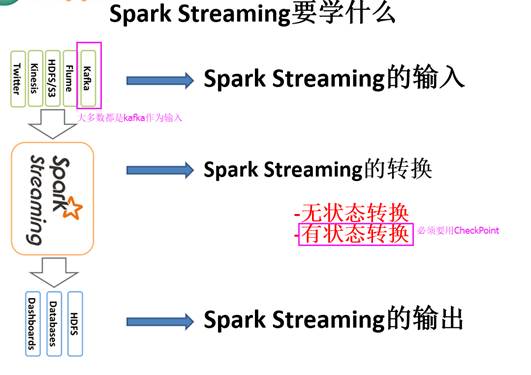 Spark Streaming要学什么
Kafka
Flume
HDFS/S3
Kinesis
Twitter
Spark Streaming的输入
大多数都是kafka作为输入
Spark
Streaming
Spark Streaming的转换
-无状态转换
-有状态转换
必须要用CheckPoint
HDFS
Databases
Dashboards
Spark Streaming的输出